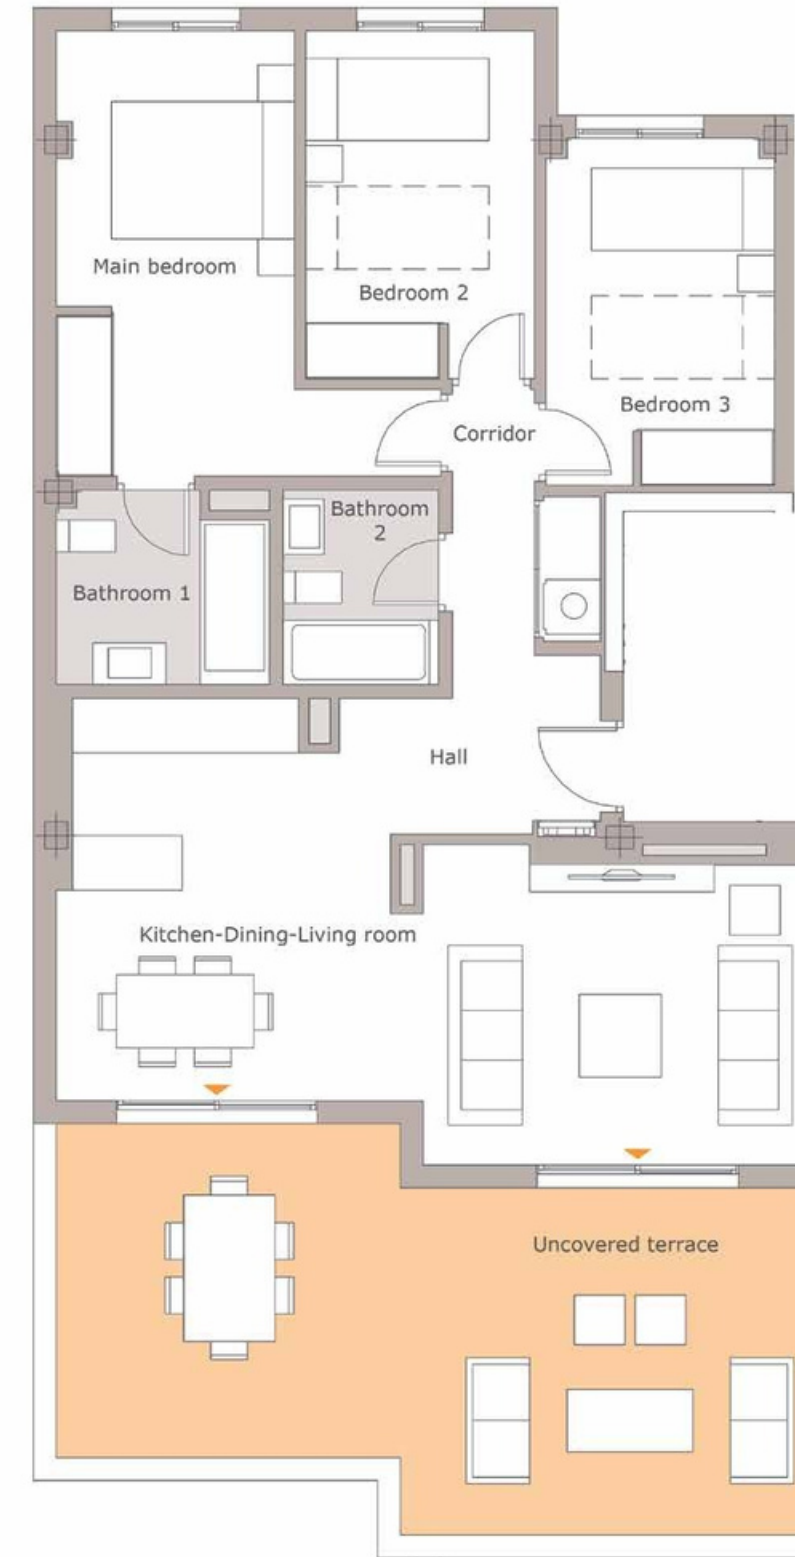 Main bedroom
Bedroom 2
Bedroom 3
Corridor
Bathroom
2
Bathroom 1
Hall
Kitchen-Dining-Living room
Uncovered terrace